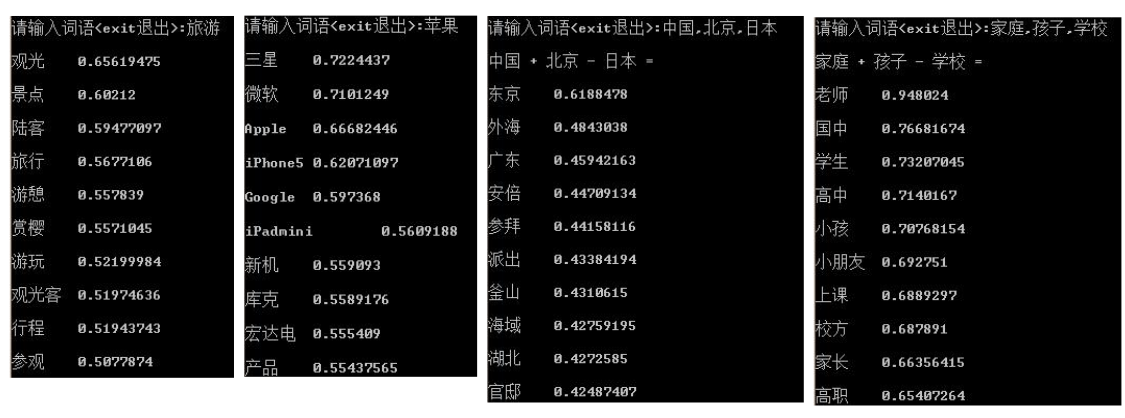 请输入词语<exit退出>:旅游
观光 0.65619475
景点 0.60212
陆客 0.59477097
旅行 0.5677106
游憩 0.557839
赏樱 0.5571045
游玩 0.52199984
观光客 0.51974636
行程 0.51943743
参观 0.5077874
请输入词语<exit退出>:苹果
三星 0.7224437
微软 0.7101249
Apple 0.66682446
iPhone5 0.62071097
Google 0.597368
iPadmini 0.5609188
新机 0.559093
库克 0.5589176
宏达电 0.555409
产品 0.55437565
请输入词语<exit退出>:中国,北京,日本
中国 + 北京 - 日本 =
东京 0.6188478
外海 0.4843038
广东 0.45942163
安倍 0.44709134
参拜 0.44158116
派出 0.43384194
釜山 0.4310615
海域 0.42759195
湖北 0.4272585
官邸 0.42487407
请输入词语<exit退出>:家庭,孩子,学校
家庭 + 孩子 - 学校 =
老师 0.948024
国中 0.76681674
学生 0.73207045
高中 0.7140167
小孩 0.70768154
小朋友 0.692751
上课 0.6889297
校方 0.687891
家长 0.66356415
高职 0.65407264